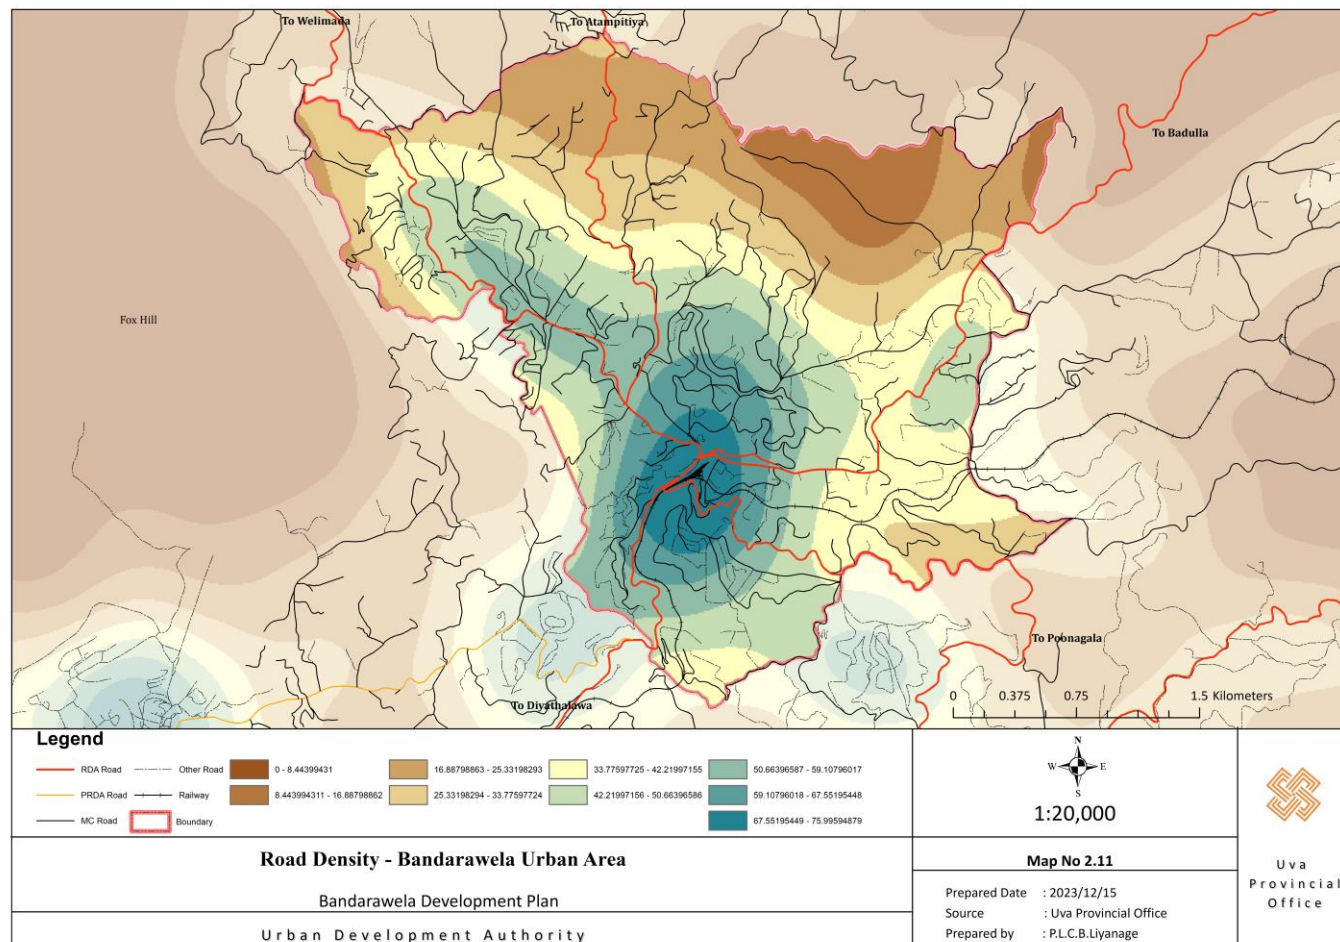 To Welimada
To Atampitiya
To Badulla
Fox Hill
To Poonagala
To Diyathalawa
0 0.375 0.75 1.5 Kilometers
Legend
RDA Road
PRDA Road
MC Road
Other Road
Railway
Boundary
0 - 8.44399431
8.443994311 - 16.88798862
16.88798863 - 25.33198293
25.33198294 - 33.77597724
33.77597725 - 42.21997155
42.21997156 - 50.66396586
50.66396587 - 59.10796017
59.10796018 - 67.55195448
67.55195449 - 75.99594879
N
W E
S
1:20,000
Road Density - Bandarawela Urban Area
Bandarawela Development Plan
Urban Development Authority
Map No 2.11
Prepared Date : 2023/12/15
Source : Uva Provincial Office
Prepared by : P.L.C.B.Liyanage
Uva
Provincial
Office